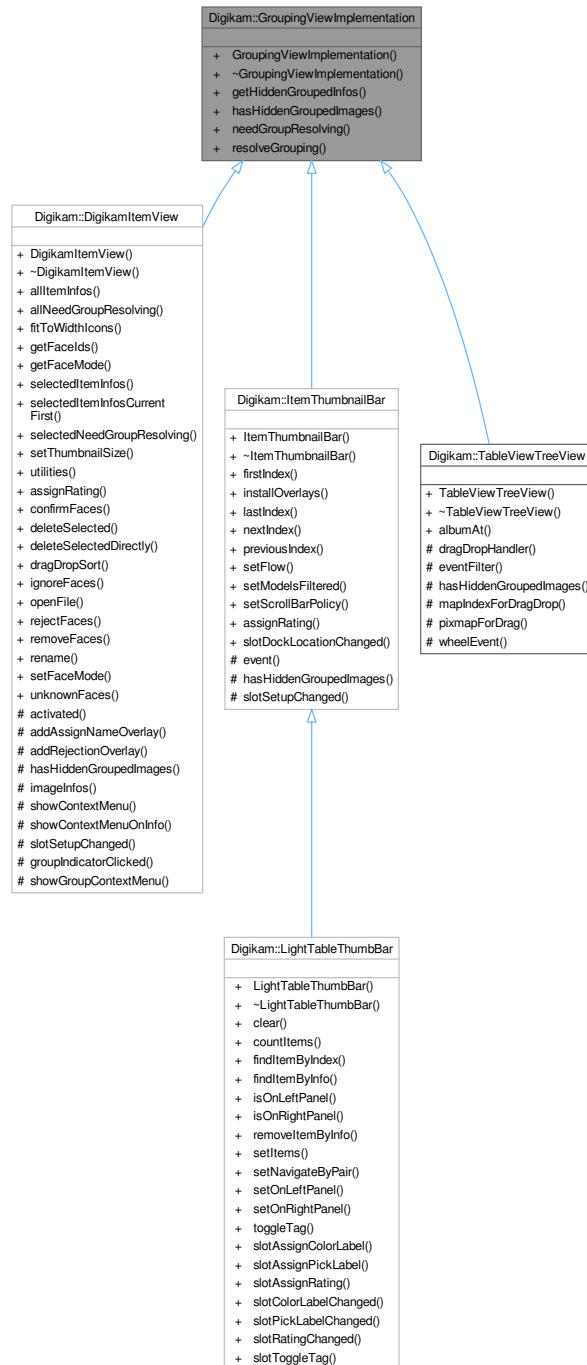 Digikam::GroupingViewImplementation
+ GroupingViewImplementation()
+ ~GroupingViewImplementation()
+ getHiddenGroupedInfos()
+ hasHiddenGroupedImages()
+ needGroupResolving()
+ resolveGrouping()
Digikam::DigikamItemView
+ DigikamItemView()
+ ~DigikamItemView()
+ allItemInfos()
+ allNeedGroupResolving()
+ fitToWidthIcons()
+ getFaceIds()
+ getFaceMode()
+ selectedItemInfos()
+ selectedItemInfosCurrent
First()
+ selectedNeedGroupResolving()
+ setThumbnailSize()
+ utilities()
+ assignRating()
+ confirmFaces()
+ deleteSelected()
+ deleteSelectedDirectly()
+ dragDropSort()
+ ignoreFaces()
+ openFile()
+ rejectFaces()
+ removeFaces()
+ rename()
+ setFaceMode()
+ unknownFaces()
# activated()
# addAssignNameOverlay()
# addRejectionOverlay()
# hasHiddenGroupedImages()
# imageInfos()
# showContextMenu()
# showContextMenuOnInfo()
# slotSetupChanged()
# groupIndicatorClicked()
# showGroupContextMenu()
Digikam::ItemThumbnailBar
+ ItemThumbnailBar()
+ ~ItemThumbnailBar()
+ firstIndex()
+ installOverlays()
+ lastIndex()
+ nextIndex()
+ previousIndex()
+ setFlow()
+ setModelsFiltered()
+ setScrollBarPolicy()
+ assignRating()
+ slotDockLocationChanged()
# event()
# hasHiddenGroupedImages()
# slotSetupChanged()
Digikam::TableViewTreeView
+ TableViewTreeView()
+ ~TableViewTreeView()
+ albumAt()
# dragDropHandler()
# eventFilter()
# hasHiddenGroupedImages()
# mapIndexForDragDrop()
# pixmapForDrag()
# wheelEvent()
Digikam::LightTableThumbBar
+ LightTableThumbBar()
+ ~LightTableThumbBar()
+ clear()
+ countItems()
+ findItemByIndex()
+ findItemByInfo()
+ isOnLeftPanel()
+ isOnRightPanel()
+ removeItemByInfo()
+ setItems()
+ setNavigateByPair()
+ setOnLeftPanel()
+ setOnRightPanel()
+ toggleTag()
+ slotAssignColorLabel()
+ slotAssignPickLabel()
+ slotAssignRating()
+ slotColorLabelChanged()
+ slotPickLabelChanged()
+ slotRatingChanged()
+ slotToggleTag()